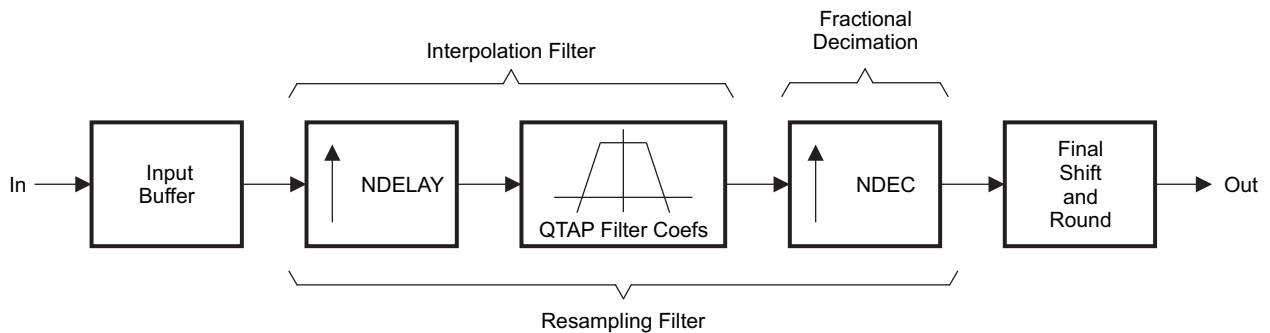 Interpolation Filter
Fractional
Decimation
In
Input
Buffer
NDELAY
QTAP Filter Coefs
NDEC
Final
Shift
and
Round
Out
Resampling Filter